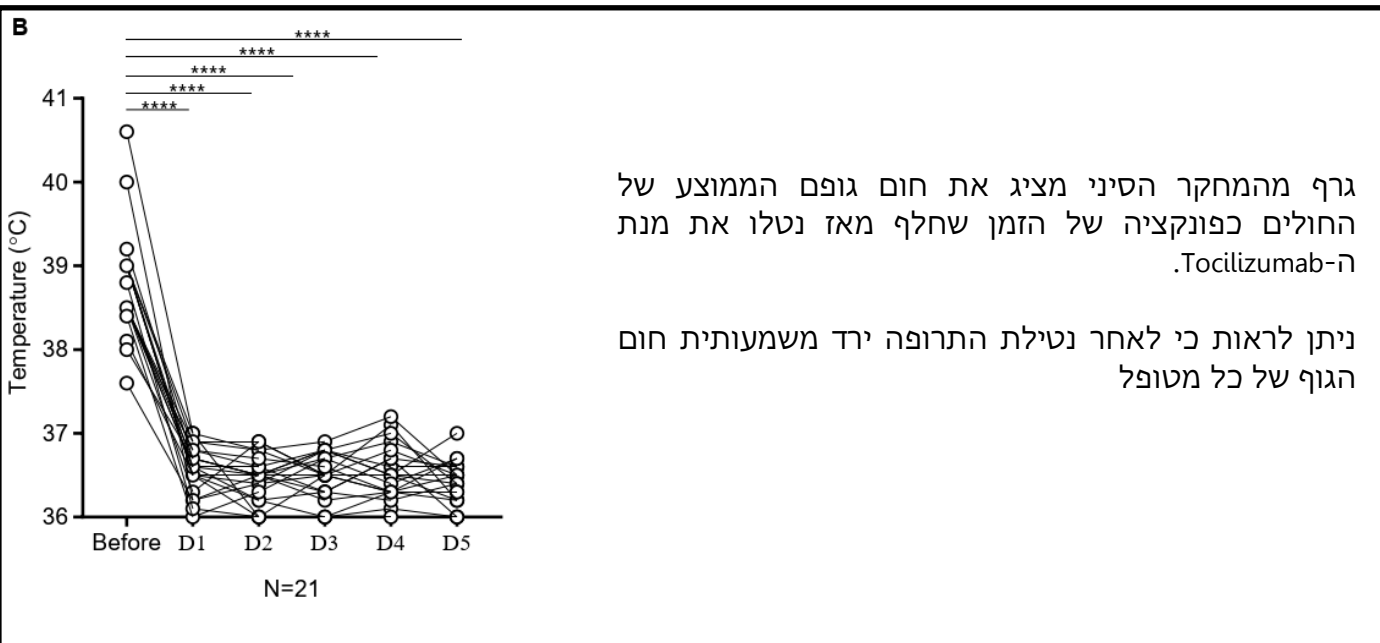 B
****
****
****
****
****
41
40
39
38
37
36
Temperature (°C)
Before D1 D2 D3 D4 D5
N=21
גרף מהמחקר הסיני מציג את חום גופם הממוצע של
החולים כפונקציה של הזמן שחלף מאז נטלו את מנת
ה-Tocilizumab.
ניתן לראות כי לאחר נטילת התרופה ירד משמעותית חום
הגוף של כל מטופל